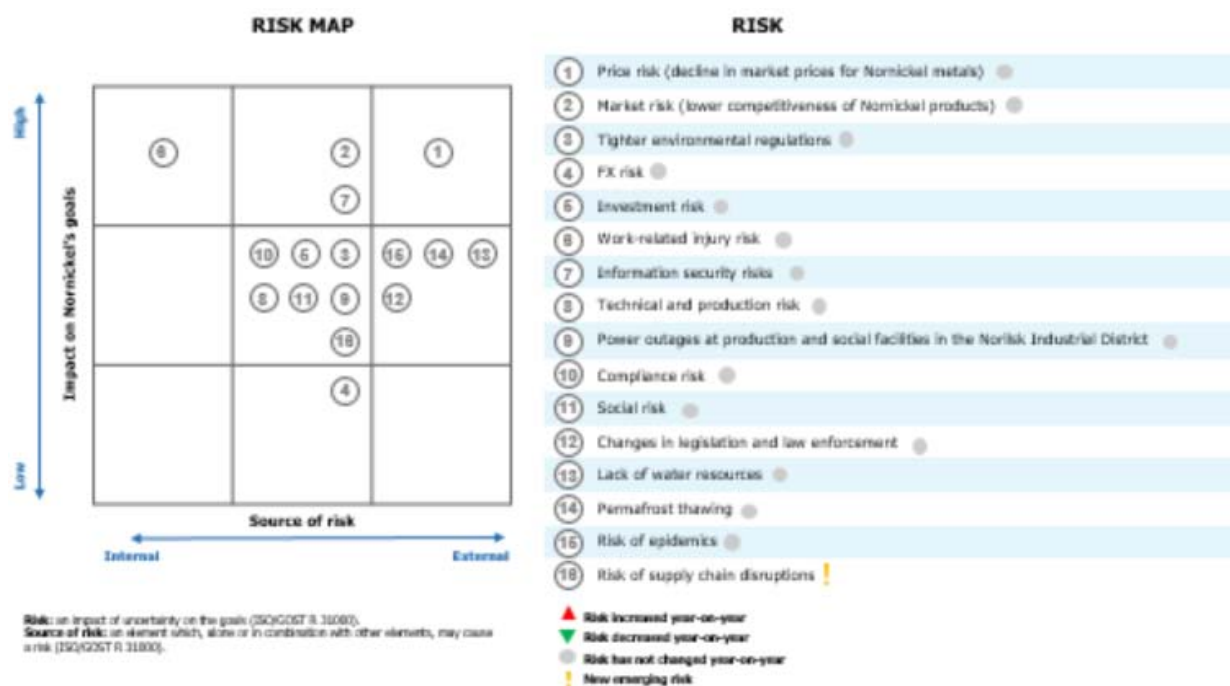 RISK MAP
RISK
High
Impact on Nornickel's goals
Low
6
2
1
7
10
5
3
15
14
13
8
11
9
12
16
4
Source of risk
Internal
External
1 Price risk (decline in market prices for Nornickel metals)
2 Market risk (lower competitiveness of Nornickel products)
3 Tighter environmental regulations
4 FX risk
5 Investment risk
6 Work-related injury risk
7 Information security risks
8 Technical and production risk
9 Power outages at production and social facilities in the Norilsk Industrial District
10 Compliance risk
11 Social risk
12 Changes in legislation and law enforcement
13 Lack of water resources
14 Permafrost thawing
15 Risk of epidemics
16 Risk of supply chain disruptions !
Risk: an impact of uncertainty on the goals (ISO/GOST R 31000).
Source of risk: an element which, alone or in combination with other elements, may cause
a risk (ISO/GOST R 31000).
Risk increased year-on-year
Risk decreased year-on-year
Risk has not changed year-on-year
! New emerging risk